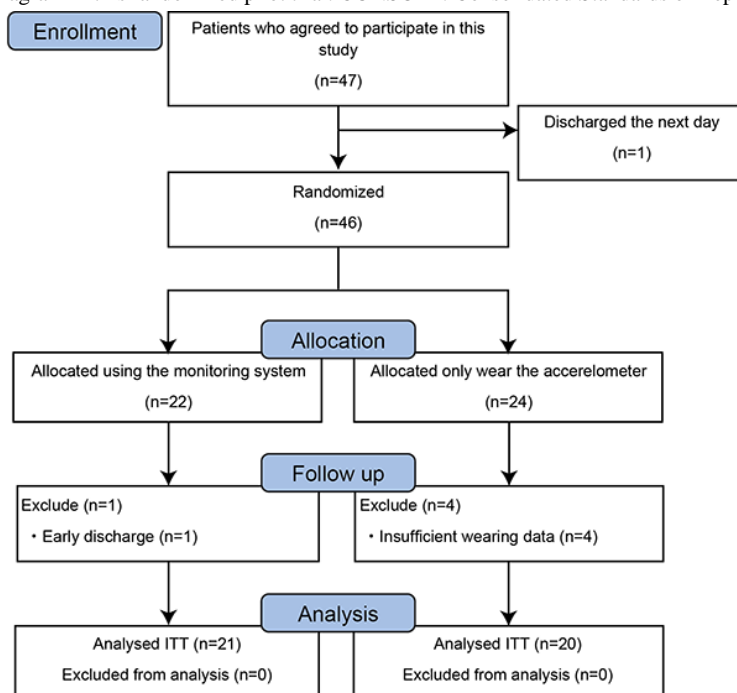 Enrollment
Patients who agreed to participate in this
study
(n=47)
Discharged the next day
(n=1)
Randomized
(n=46)
Allocation
Allocated using the monitoring system
(n=22)
Allocated only wear the accerelometer
(n=24)
Follow up
Exclude (n=1)
・Early discharge (n=1)
Exclude (n=4)
・Insufficient wearing data (n=4)
Analysis
Analysed ITT (n=21)
Excluded from analysis (n=0)
Analysed ITT (n=20)
Excluded from analysis (n=0)